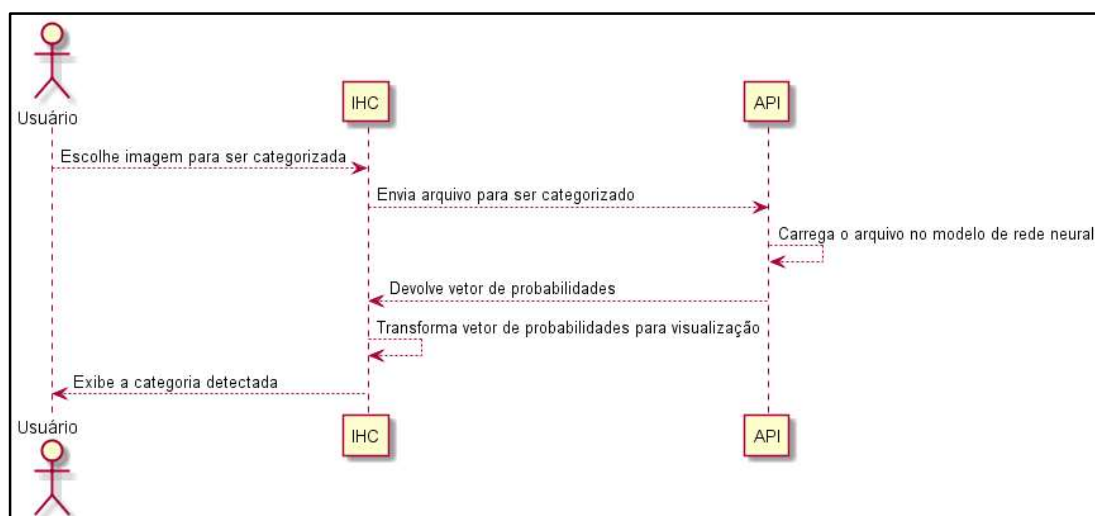 Usuário
IHC
API
Escolhe imagem para ser categorizada
Envia arquivo para ser categorizado
Carrega o arquivo no modelo de rede neural
Devolve vetor de probabilidades
Transforma vetor de probabilidades para visualização
Exibe a categoria detectada
Usuário
IHC
API